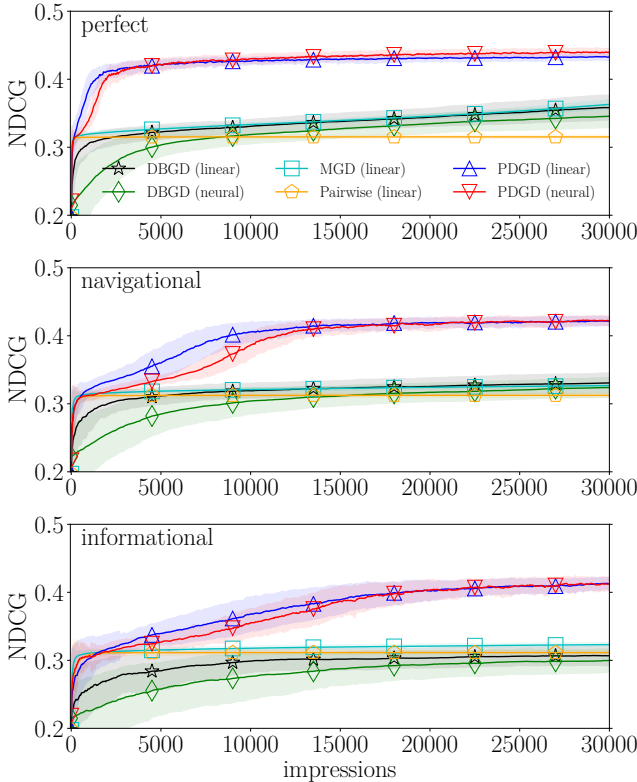 perfect
NDCG
0.5
0.4
0.3
0.2
DBGD (linear) MGD (linear) PDGD (linear)
DBGD (neural) Pairwise (linear) PDGD (neural)
0 5000 10000 15000 20000 25000 30000
navigational
NDCG
0.5
0.4
0.3
0.2
0 5000 10000 15000 20000 25000 30000
informational
NDCG
0.5
0.4
0.3
0.2
0 5000 10000 15000 20000 25000 30000
impressions